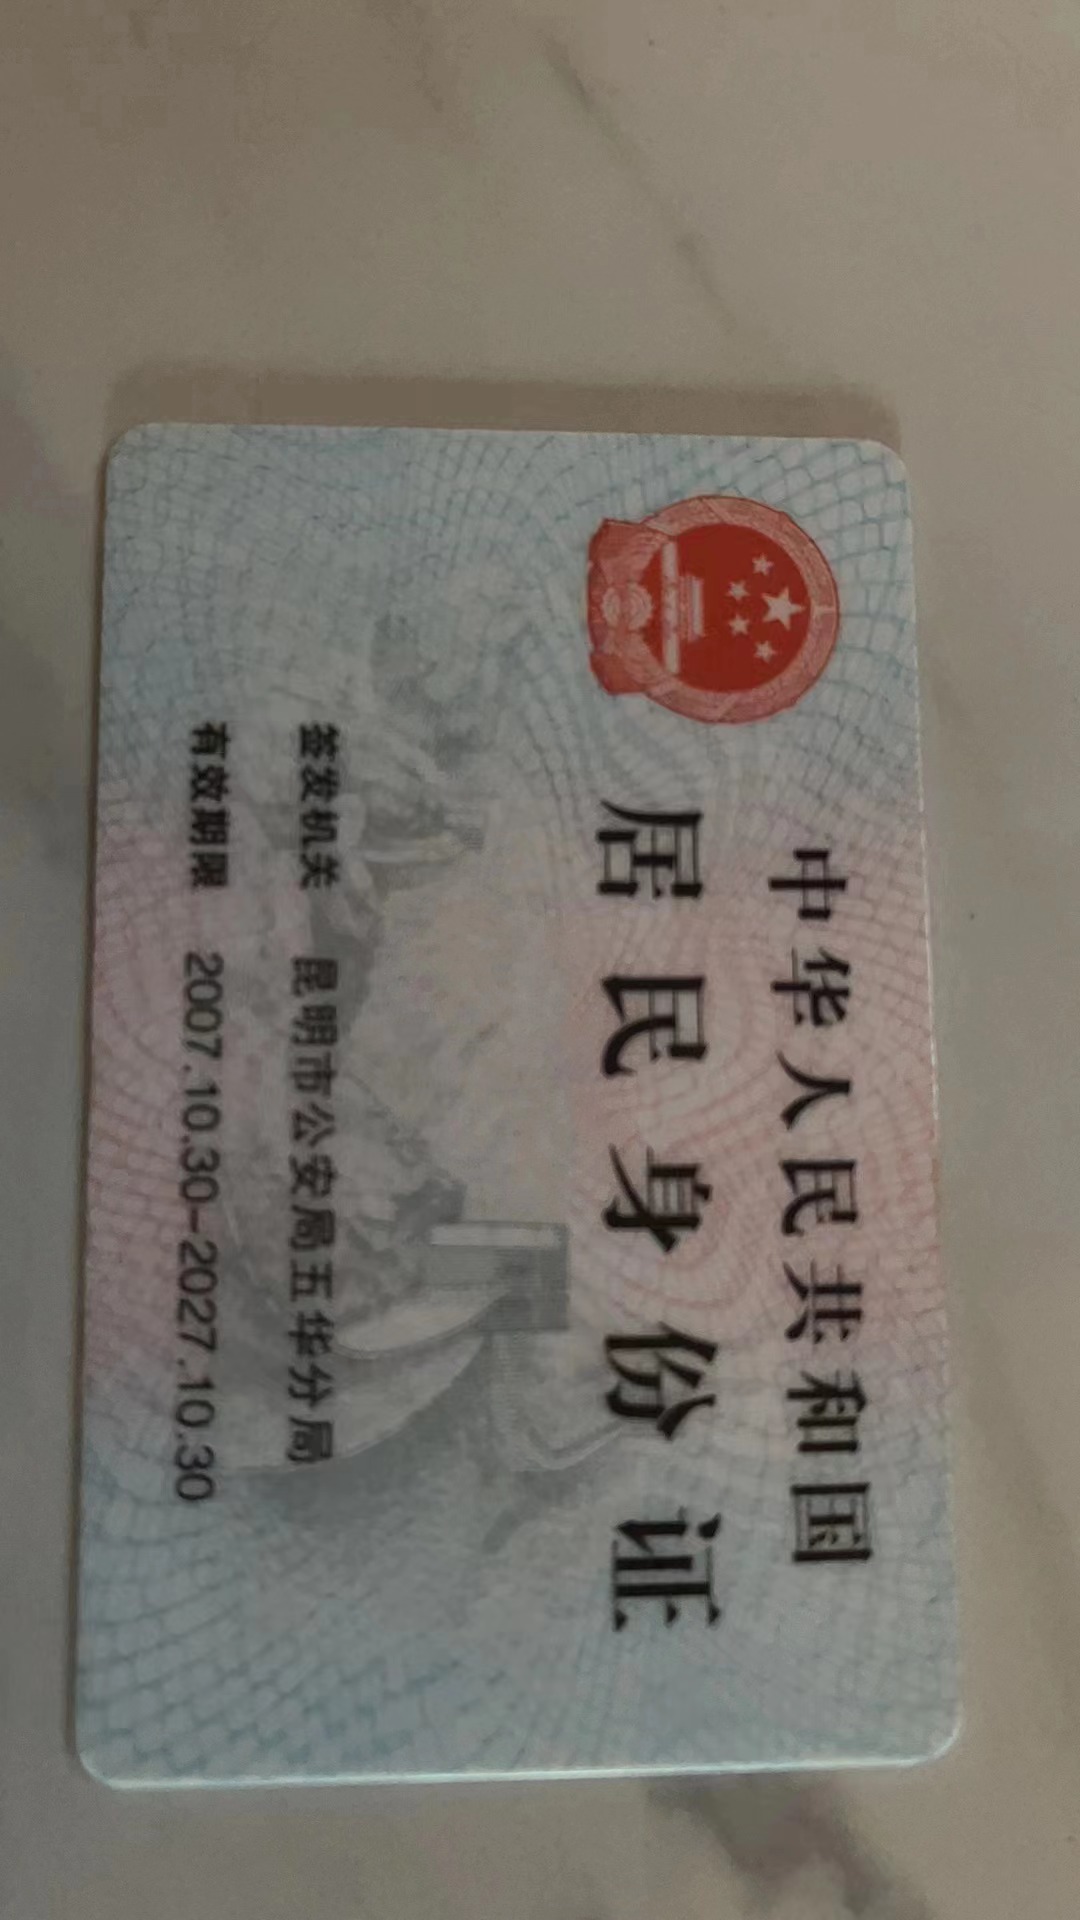 中华人民共和国
居民身份证
签发机关 昆明市公安局五华分局
有效期限 2007.10.30-2027.10.30